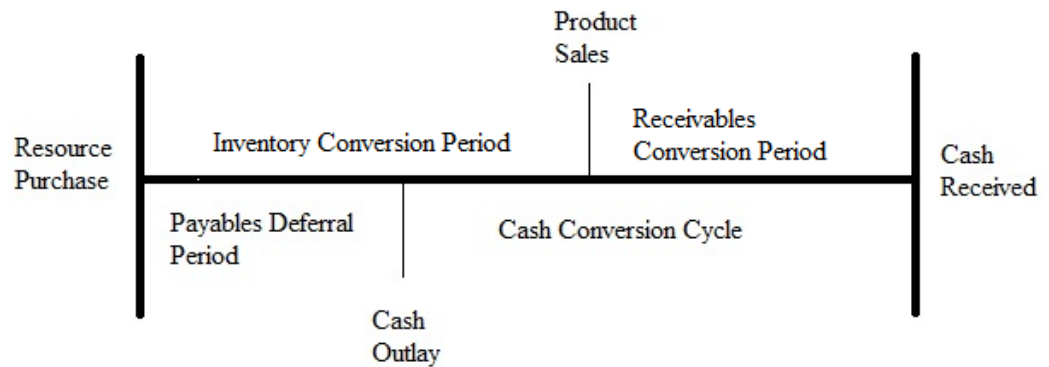 Product
Sales
Receivables
Conversion Period
Inventory Conversion Period
Resource
Purchase
Cash
Received
Payables Deferral
Period
Cash Conversion Cycle
Cash
Outlay